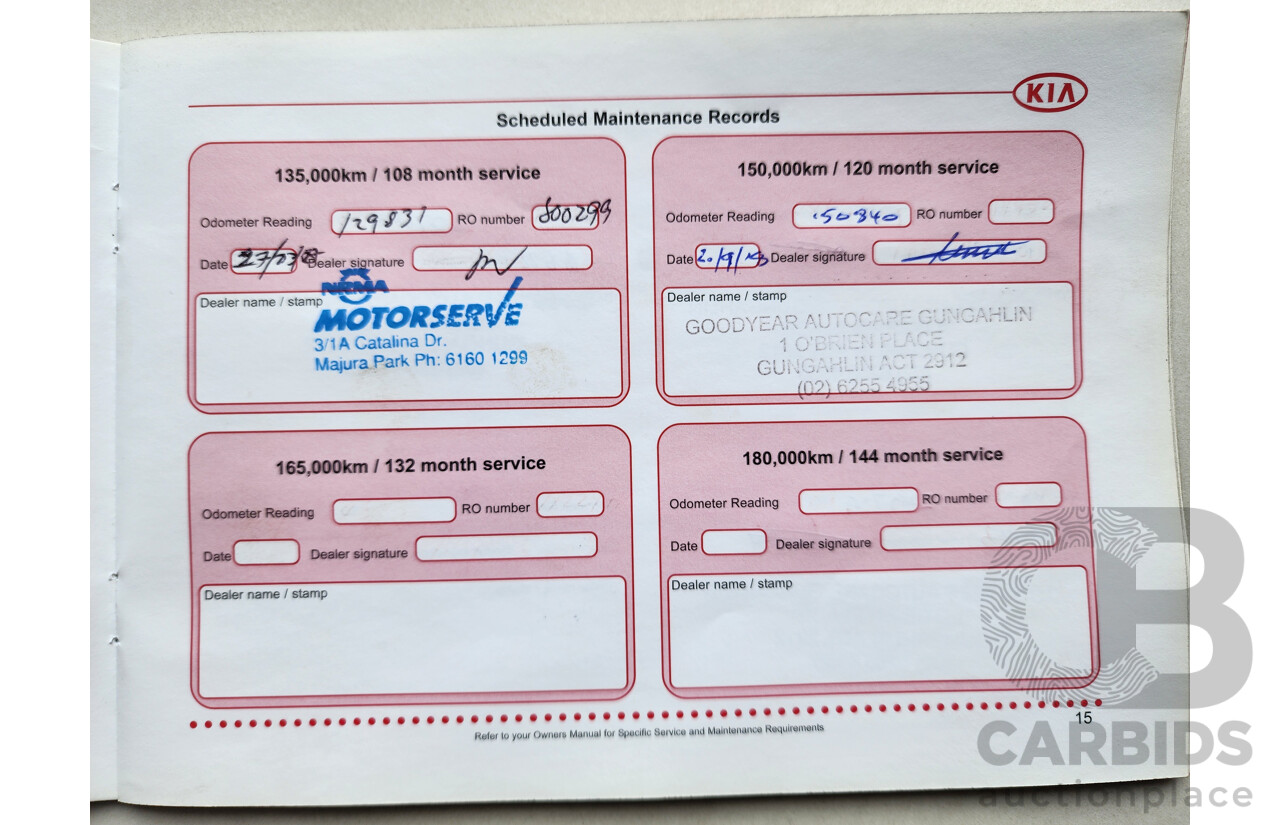 KIA
Scheduled Maintenance Records
135,000km / 108 month service
Odometer Reading 129831 RO number 800299
Date Dealer signature
Dealer name / stamp
NRMA
MOTORSERVE
3/1A Catalina Dr.
Majura Park Ph: 6160 1299
150,000km / 120 month service
Odometer Reading 150340 RO number
Date Dealer signature
Dealer name / stamp
GOODYEAR AUTOCARE GUNGAHLIN
1 O'BRIEN PLACE
GUNGAHLIN ACT 2912
(02) 6255 4955
165,000km / 132 month service
Odometer Reading RO number
Date Dealer signature
Dealer name / stamp
180,000km / 144 month service
Odometer Reading RO number
Date Dealer signature
Dealer name / stamp
Refer to your Owners Manual for Specific Service and Maintenance Requirements
15
CB
CARBIDS
auctionplace